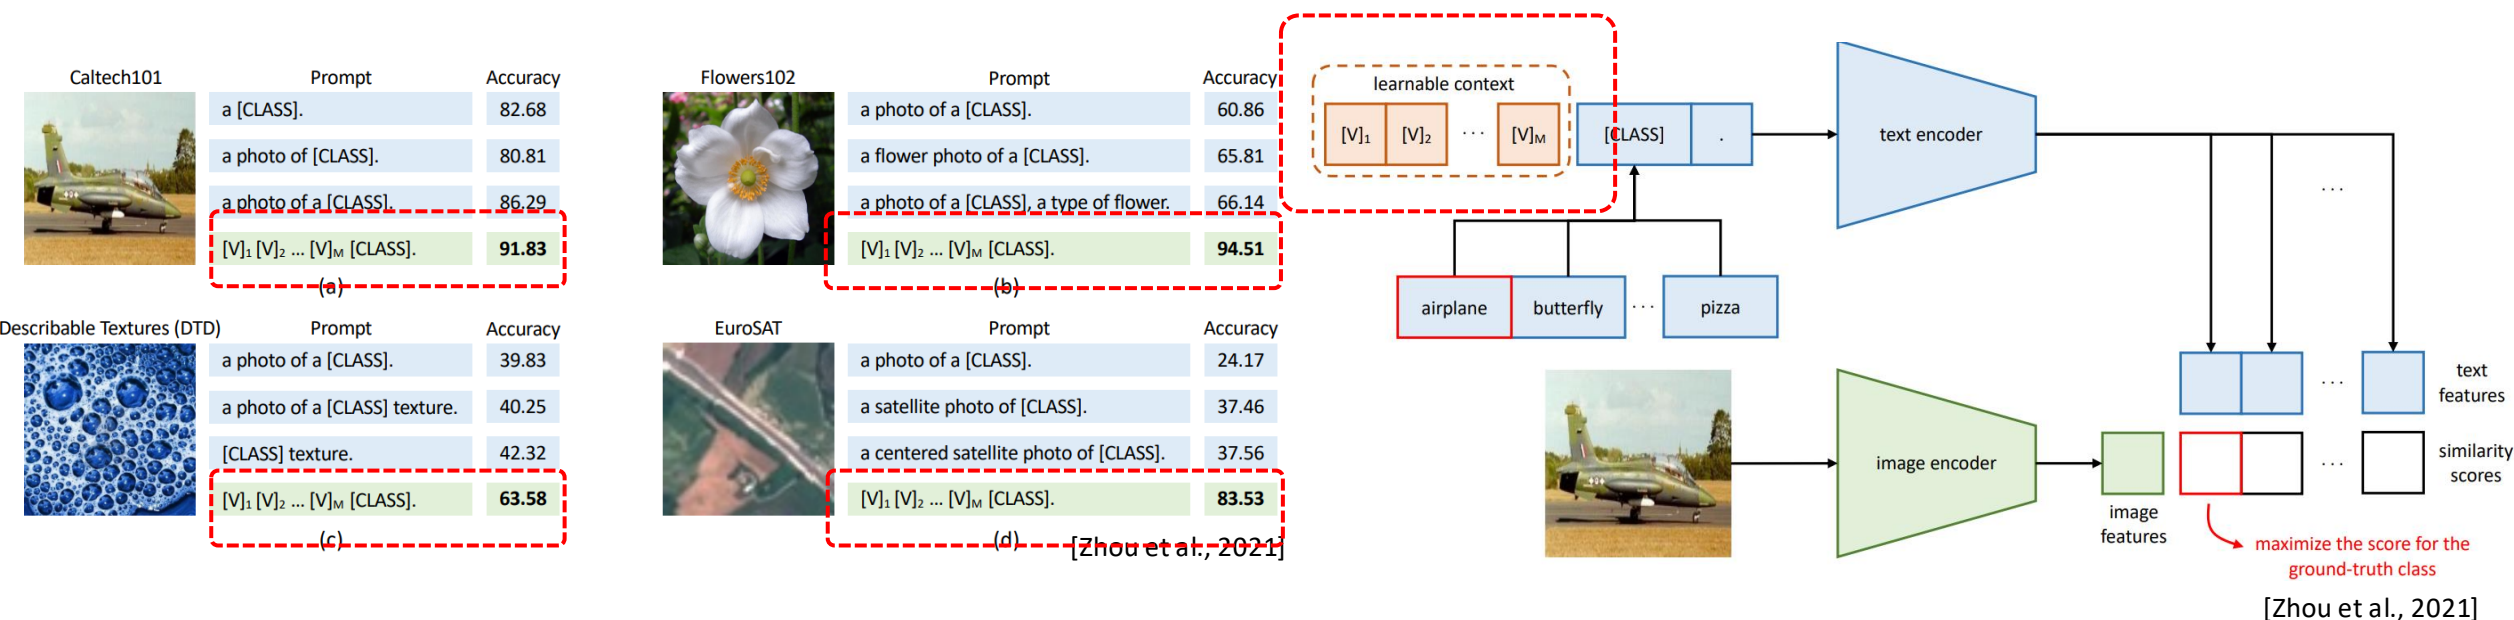 Caltech101 Prompt Accuracy
a [CLASS]. 82.68
a photo of [CLASS]. 80.81
a photo of a [CLASS]. 86.29
[V]₁ [V]₂ … [V]M [CLASS]. 91.83
(a)
Flowers102 Prompt Accuracy
a photo of a [CLASS]. 60.86
a flower photo of a [CLASS]. 65.81
a photo of a [CLASS], a type of flower. 66.14
[V]₁ [V]₂ … [V]M [CLASS]. 94.51
(b)
Describable Textures (DTD) Prompt Accuracy
a photo of a [CLASS]. 39.83
a photo of a [CLASS] texture. 40.25
[CLASS] texture. 42.32
[V]₁ [V]₂ … [V]M [CLASS]. 63.58
(c)
EuroSAT Prompt Accuracy
a photo of a [CLASS]. 24.17
a satellite photo of [CLASS]. 37.46
a centered satellite photo of [CLASS]. 37.56
[V]₁ [V]₂ … [V]M [CLASS]. 83.53
(d)
[Zhou et al., 2021]
learnable context
[V]₁ [V]₂ ... [V]M [CLASS] .
text encoder
...
airplane butterfly ... pizza
... text
features
image encoder
... similarity
scores
image
features
maximize the score for the
ground-truth class
[Zhou et al., 2021]